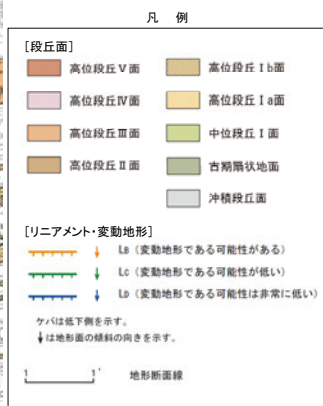 凡 例
[段丘面]
高位段丘Ⅴ面
高位段丘Ⅳ面
高位段丘Ⅲ面
高位段丘Ⅱ面
高位段丘Ⅰb面
高位段丘Ⅰa面
中位段丘Ⅰ面
古期扇状地面
沖積段丘面
[リニアメント・変動地形]
LB（変動地形である可能性がある）
LC（変動地形である可能性が低い）
LD（変動地形である可能性は非常に低い）
ケバは低下側を示す。
↓は地形面の傾斜の向きを示す。
1 1' 地形断面線